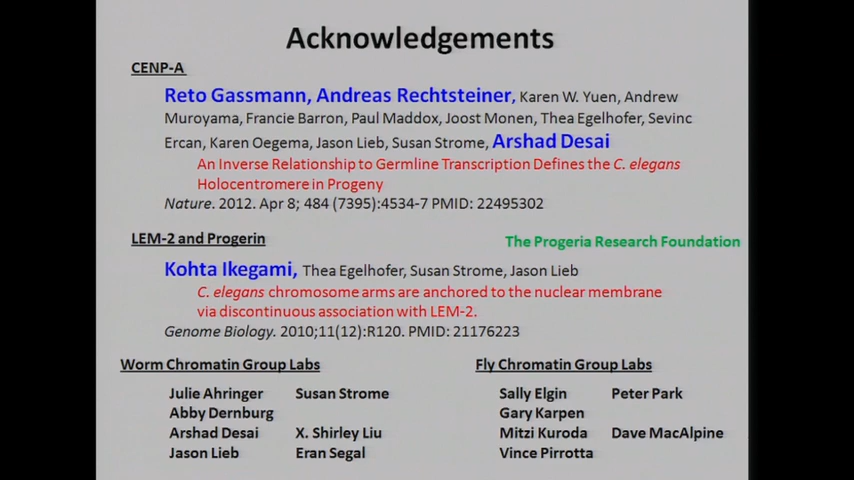 Acknowledgements
CENP-A
Reto Gassmann, Andreas Rechtsteiner, Karen W. Yuen, Andrew
Muroyama, Francie Barron, Paul Maddox, Joost Monen, Thea Egelhofer, Sevinc
Ercan, Karen Oegema, Jason Lieb, Susan Strome, Arshad Desai
An Inverse Relationship to Germline Transcription Defines the C. elegans
Holocentromere in Progeny
Nature. 2012. Apr 8; 484 (7395):4534-7 PMID: 22495302
LEM-2 and Progerin The Progeria Research Foundation
Kohta Ikegami, Thea Egelhofer, Susan Strome, Jason Lieb
C. elegans chromosome arms are anchored to the nuclear membrane
via discontinuous association with LEM-2.
Genome Biology. 2010;11(12):R120. PMID: 21176223
Worm Chromatin Group Labs Fly Chromatin Group Labs
Julie Ahringer Susan Strome Sally Elgin Peter Park
Abby Dernburg Gary Karpen
Arshad Desai X. Shirley Liu Mitzi Kuroda Dave MacAlpine
Jason Lieb Eran Segal Vince Pirrotta